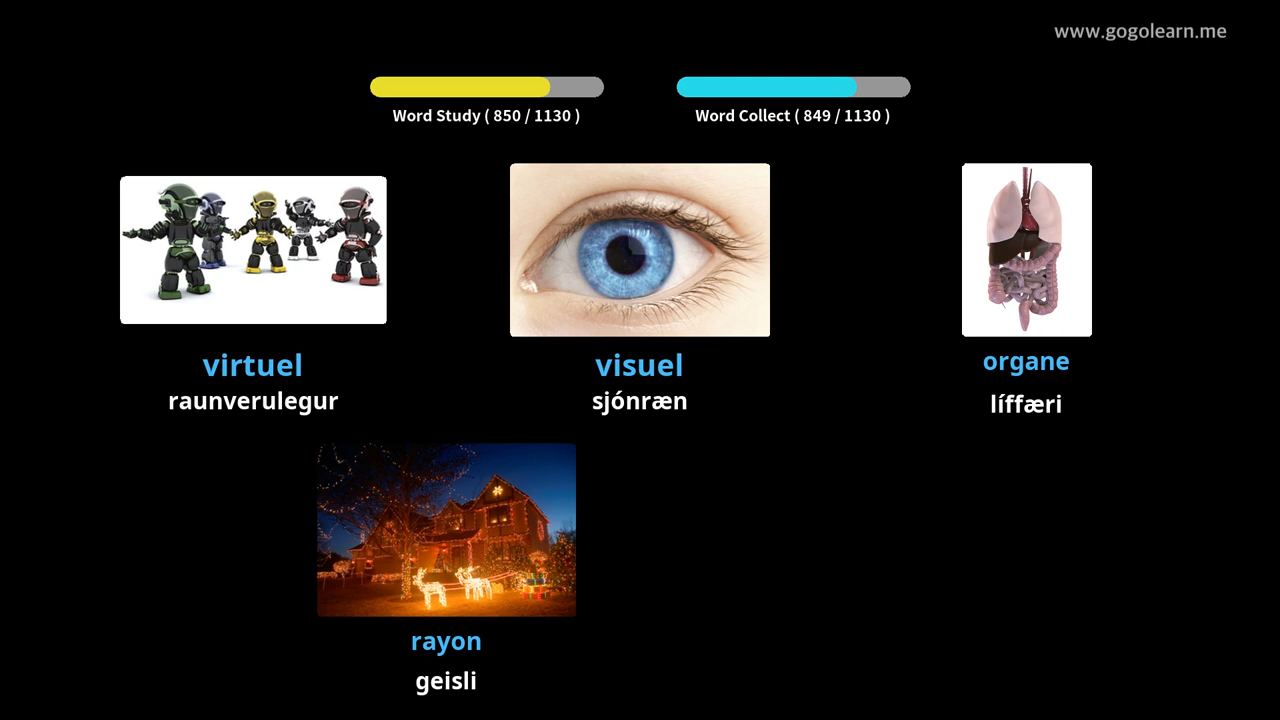 www.gogolearn.me
Word Study ( 850 / 1130 )
Word Collect ( 849 / 1130 )
virtuel
raunverulegur
visuel
sjónræn
organe
líffæri
rayon
geisli